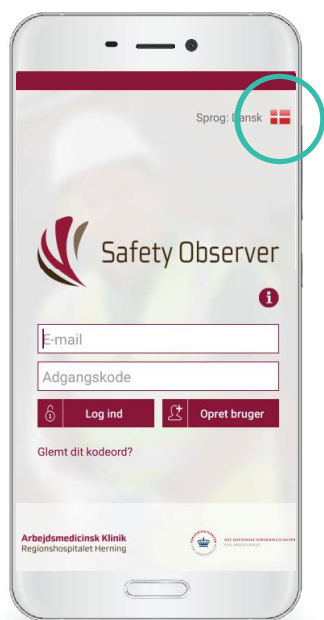 Sprog: Dansk
Safety Observer
i
E-mail
Adgangskode
Log ind
Opret bruger
Glemt dit kodeord?
Arbejdsmedicinsk Klinik
Regionshospitalet Herning
DET NATIONALE FORSKNINGSCENTER
FOR ARBEJDSMILJØ